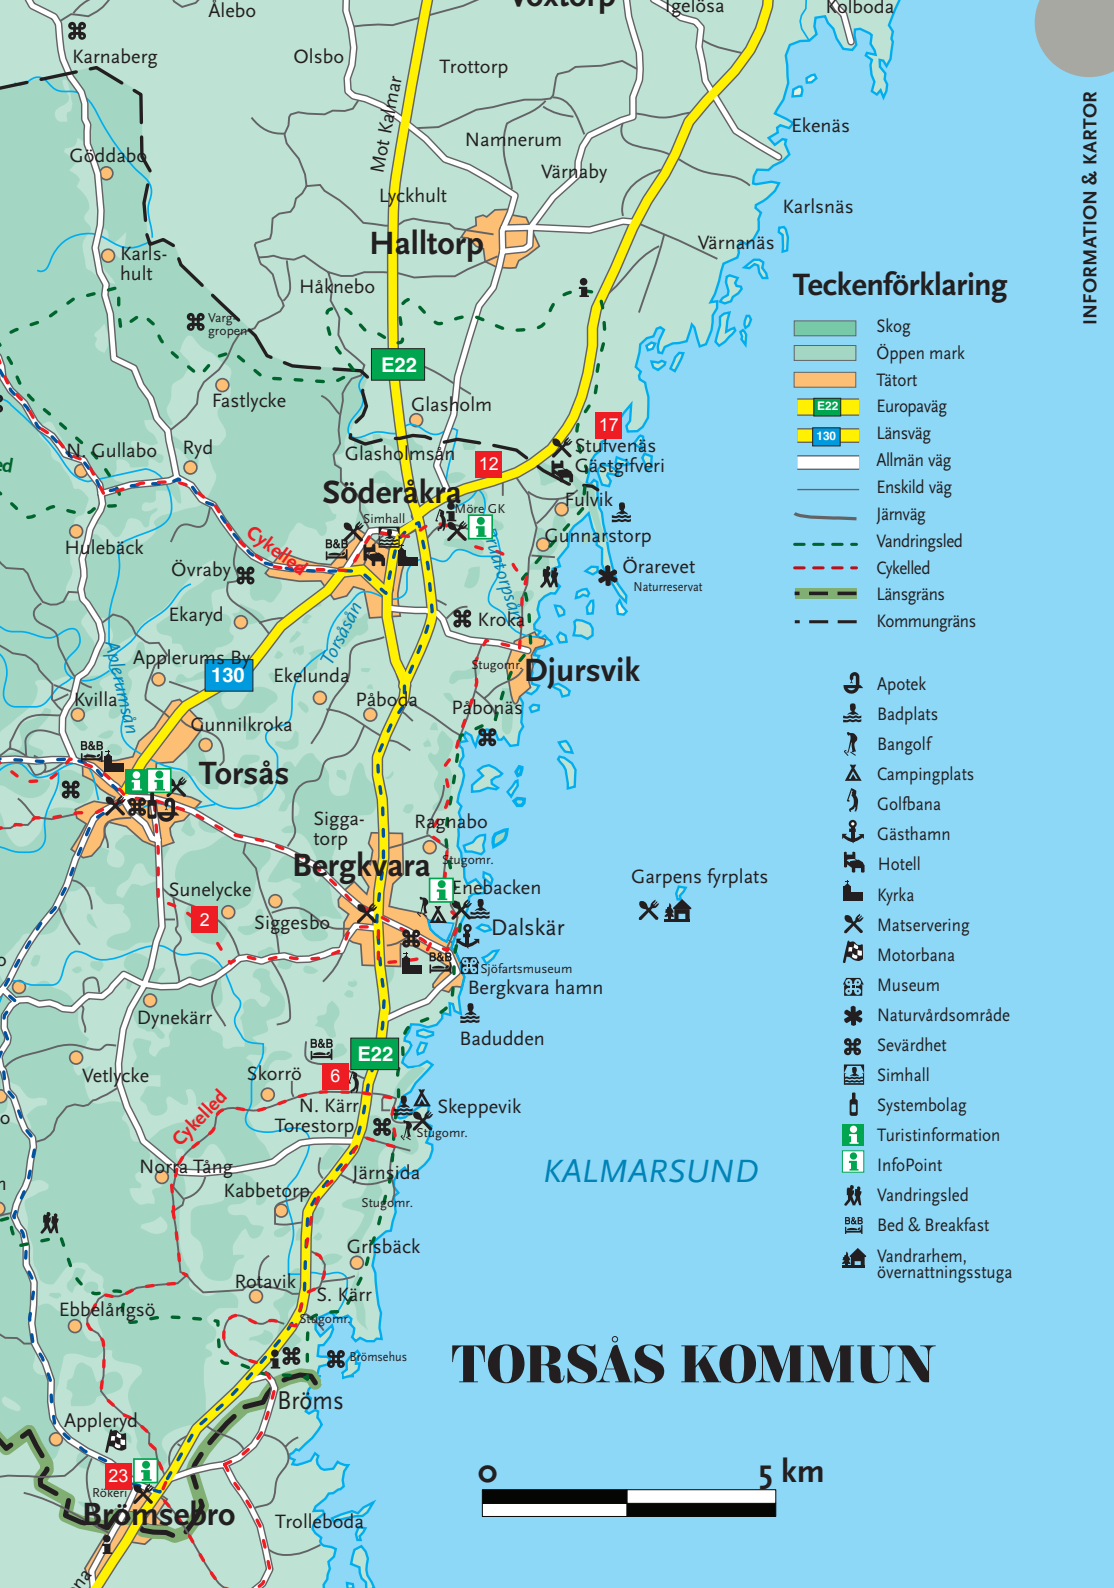 Ålebo
Voxtorp
Igelösa
Kolboda
Karnaberg
Olsbo
Trottorp
Mot Kalmar
INFORMATION & KARTOR
Ekenäs
Namnerum
Göddabo
Värnaby
Lyckhult
Karlsnäs
Halltorp
Värnanäs
Karls-
hult
Håknebo
Varg-
gropen
E22
Fastlycke
Glasholm
17
Stufvenäs
Gästgifveri
N. Gullabo
Ryd
Glasholmsån
12
Söderåkra
Möre GK
Fulvik
Simhall
Cykelled
B&B
Gunnarstorp
Hulebäck
Övraby
Örarevet
Naturreservat
Ekaryd
Torsåsån
Kroka
Applerums By
Aplerumsån
130
Ekelunda
Stugomr.
Djursvik
Kvilla
Påboda
Påbonäs
Gunnilkroka
B&B
Torsås
Sigga-
torp
Ragnabo
Bergkvara
Stugomr.
Garpens fyrplats
Sunelycke
Enebacken
2
Siggesbo
Dalskär
B&B
Sjöfartsmuseum
Bergkvara hamn
Dynekärr
Badudden
B&B
E22
Vetlycke
Skorrö
6
Cykelled
N. Kärr
Skeppevik
Torestorp
Stugomr.
Norra Tång
Järnsida
Kabbetorp
Stugomr.
KALMARSUND
Grisbäck
Rotavik
S. Kärr
Ebbelångsö
Stugomr.
Brömsehus
Bröms
Appleryd
23
Rökeri
Brömsebro
Trolleboda
Teckenförklaring
Skog
Öppen mark
Tätort
E22 Europaväg
130 Länsväg
Allmän väg
Enskild väg
Järnväg
Vandringsled
Cykelled
Länsgräns
Kommungräns
Apotek
Badplats
Bangolf
Campingplats
Golfbana
Gästhamn
Hotell
Kyrka
Matservering
Motorbana
Museum
Naturvårdsområde
Sevärdhet
Simhall
Systembolag
Turistinformation
InfoPoint
Vandringsled
B&B Bed & Breakfast
Vandrarhem,
övernattningsstuga
TORSÅS KOMMUN
0 5 km